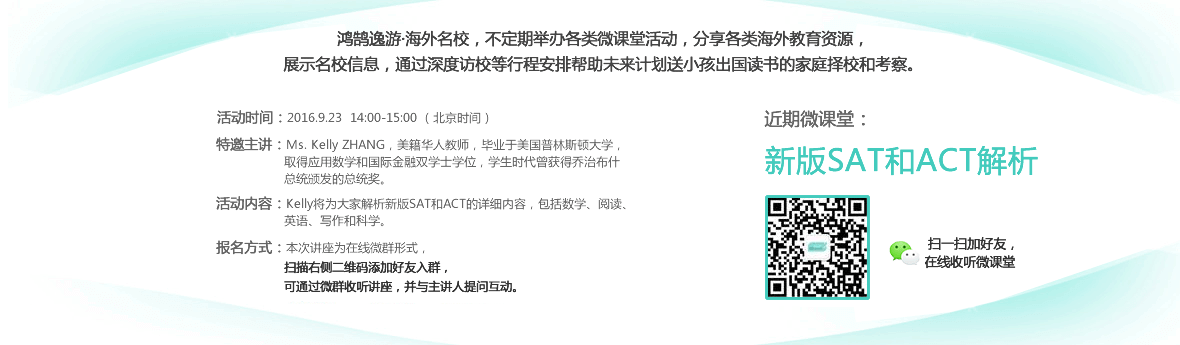 鸿鹄逸游·海外名校，不定期举办各类微课堂活动，分享各类海外教育资源，
展示名校信息，通过深度访校等行程安排帮助未来计划送小孩出国读书的家庭择校和考察。
活动时间：2016.9.23 14:00-15:00（北京时间）
特邀主讲：Ms. Kelly ZHANG，美籍华人教师，毕业于美国普林斯顿大学，
取得应用数学和国际金融双学士学位，学生时代曾获得乔治布什
总统颁发的总统奖。
活动内容：Kelly将为大家解析新版SAT和ACT的详细内容，包括数学、阅读、
英语、写作和科学。
报名方式：本次讲座为在线微群形式，
扫描右侧二维码添加好友入群，
可通过微群收听讲座，并与主讲人提问互动。
近期微课堂：
新版SAT和ACT解析
扫一扫加好友，
在线收听微课堂